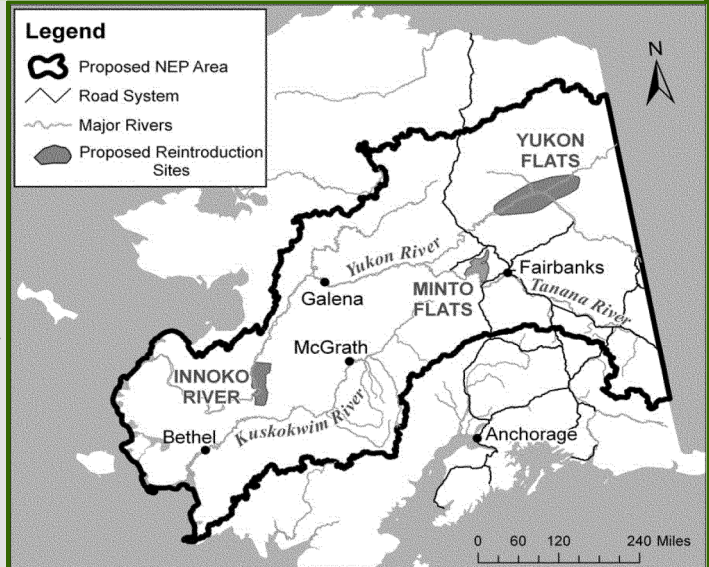 Legend
Proposed NEP Area
Road System
Major Rivers
Proposed Reintroduction
Sites
N
YUKON
FLATS
Yukon River
Fairbanks
Galena
MINTO
FLATS
Tanana River
McGrath
INNOKO
RIVER
Kuskokwim River
Bethel
Anchorage
0 60 120 240 Miles